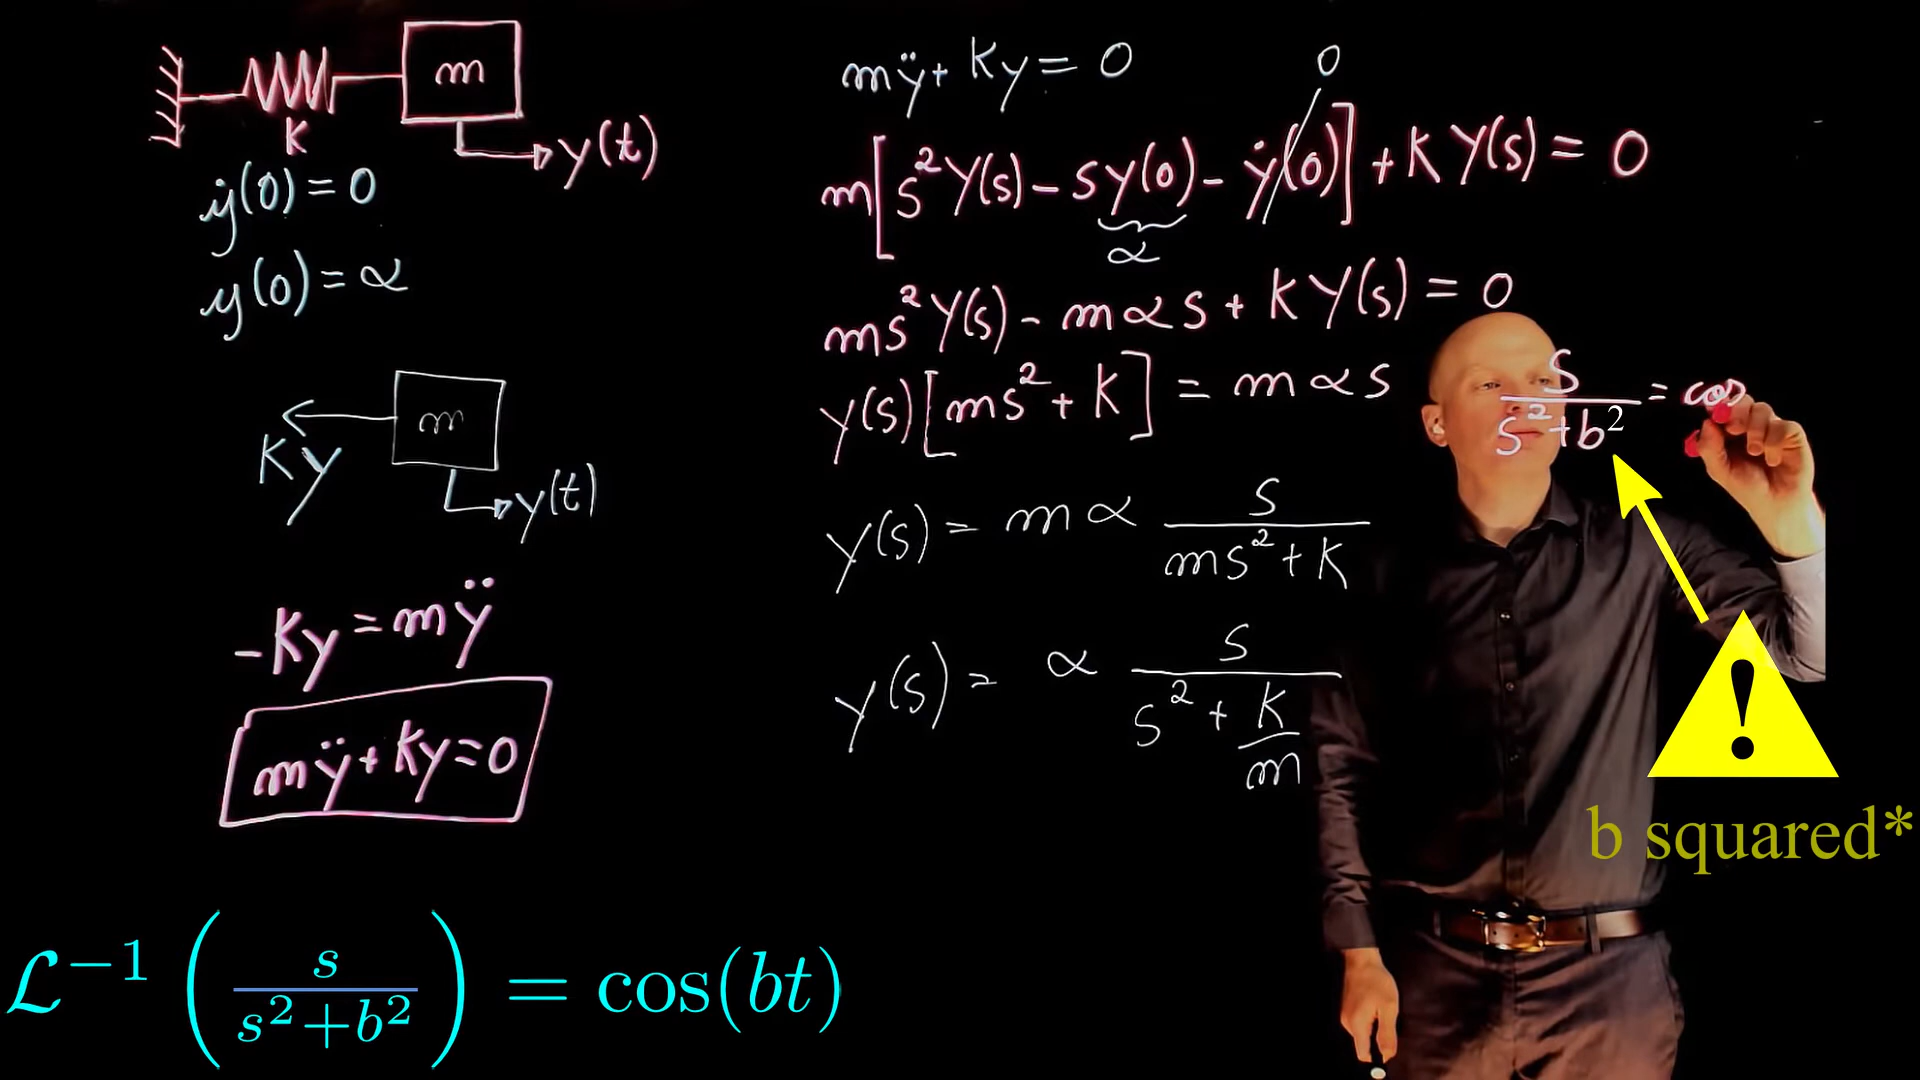 m
K
y(t)
ẏ(0) = 0
y(0) = α
m
Ky
y(t)
-Ky = mÿ
mÿ + Ky = 0
mÿ + Ky = 0
0
m[s²Y(s) - sy(0) - ẏ(0)] + KY(s) = 0
α
ms²Y(s) - mαs + KY(s) = 0
Y(s)[ms² + K] = mαs
Y(s) = mα s/(ms² + K)
Y(s) = α s/(s² + K/m)
s/(s² + b²) = cos
!
b squared*
ℒ⁻¹(s/(s²+b²)) = cos(bt)